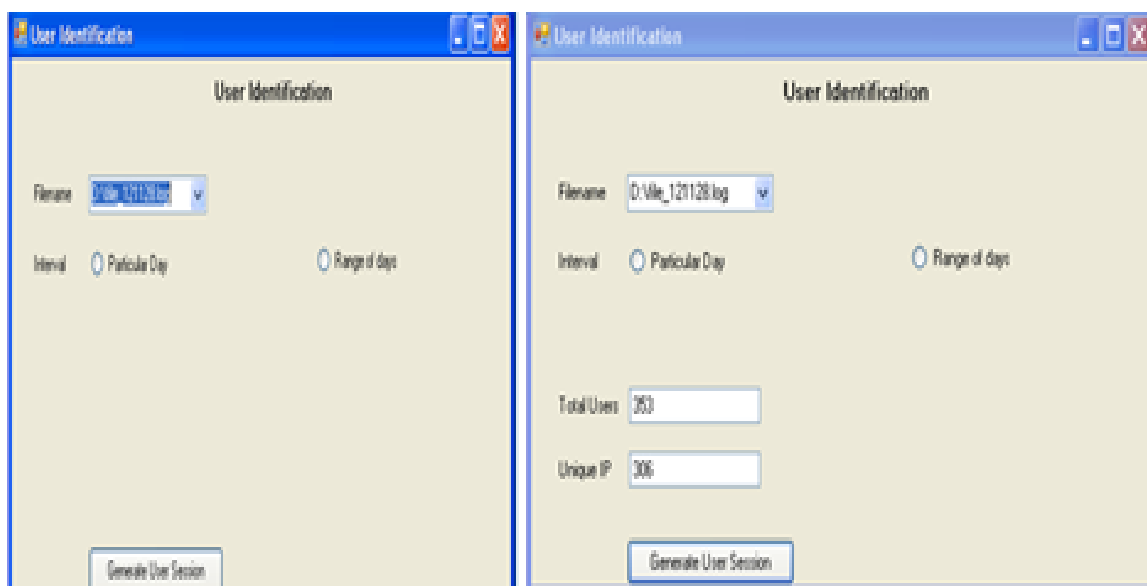 User Identification
User Identification
Filename
Interval Particular Day Range of days
Generate User Session
User Identification
User Identification
Filename D:\file_121128.log
Interval Particular Day Range of days
Total Users 353
Unique IP 306
Generate User Session